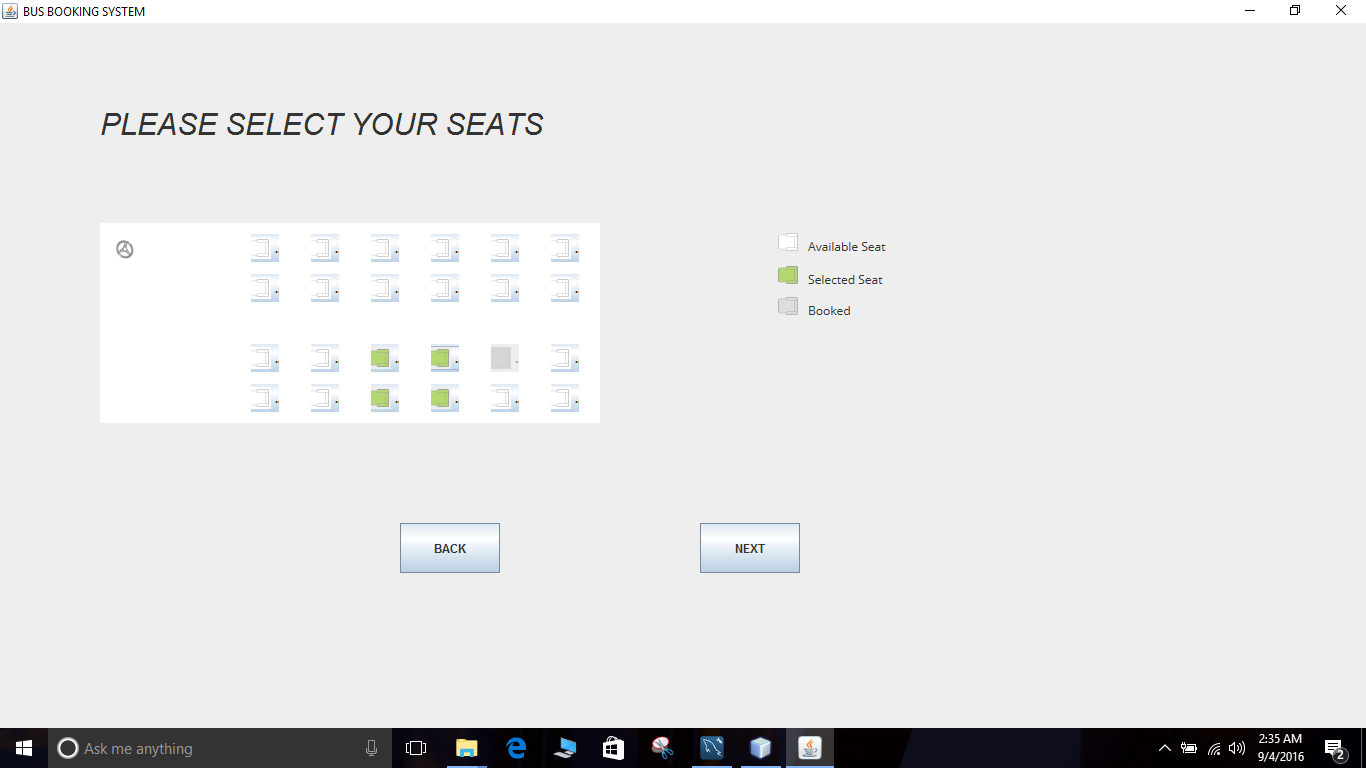 BUS BOOKING SYSTEM
PLEASE SELECT YOUR SEATS
Available Seat
Selected Seat
Booked
BACK
NEXT
Ask me anything
2:35 AM
9/4/2016
2